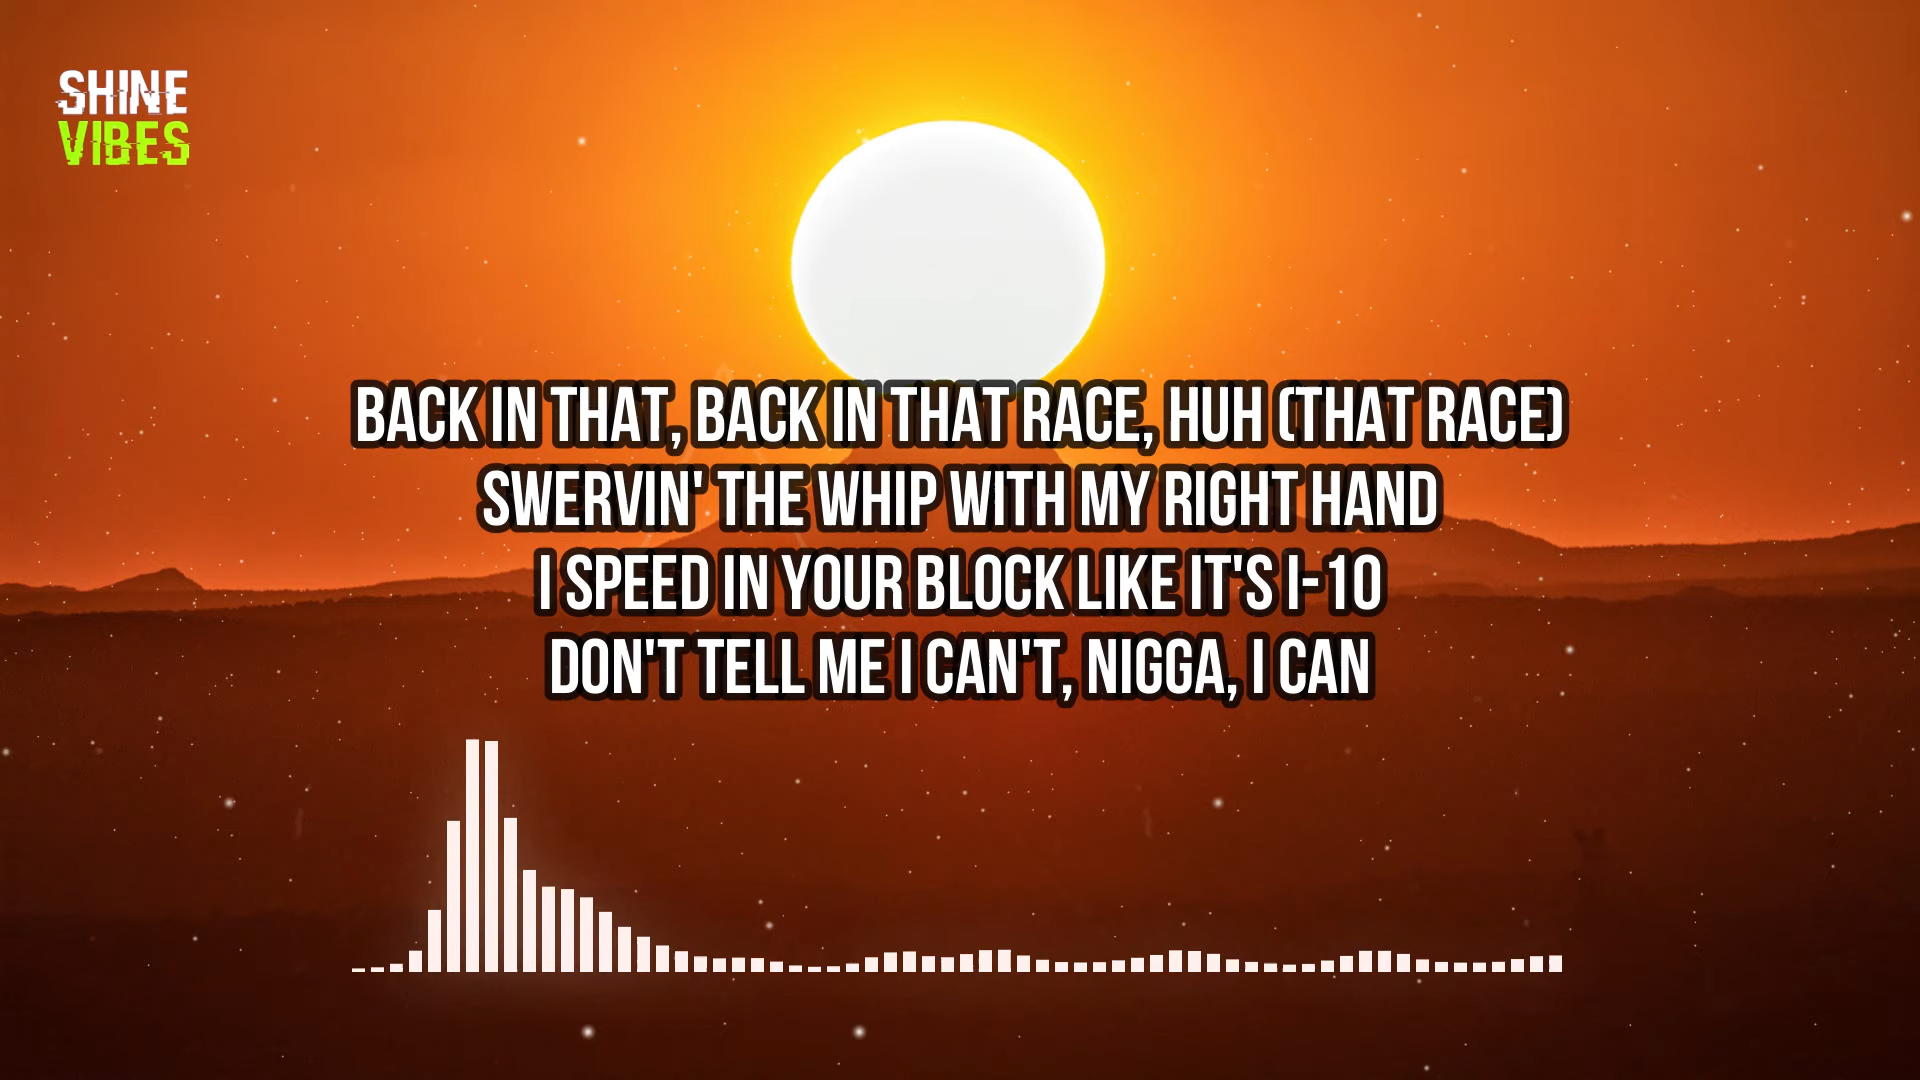 SHINE
VIBES
BACK IN THAT, BACK IN THAT RACE, HUH (THAT RACE)
SWERVIN' THE WHIP WITH MY RIGHT HAND
I SPEED IN YOUR BLOCK LIKE IT'S I-10
DON'T TELL ME I CAN'T, NIGGA, I CAN